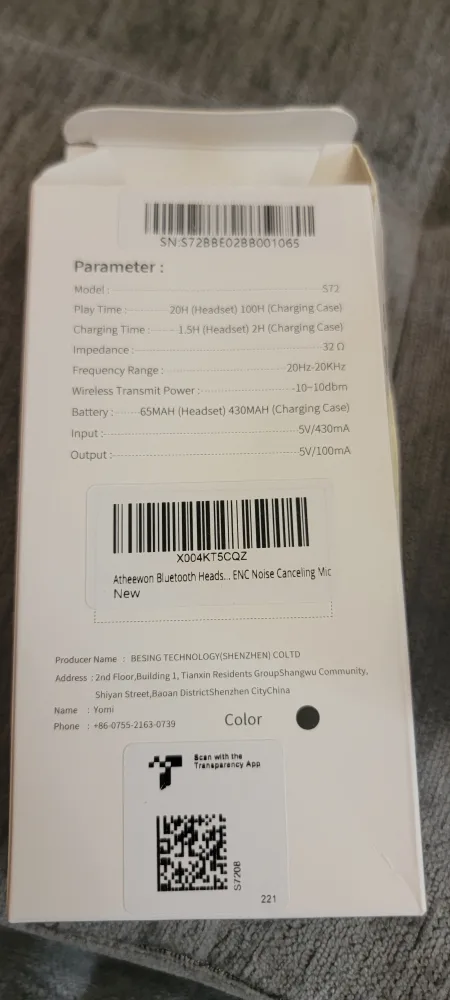 SN:S72BBE02BB001065
Parameter :
Model : S72
Play Time : 20H (Headset) 100H (Charging Case)
Charging Time : 1.5H (Headset) 2H (Charging Case)
Impedance : 32 Ω
Frequency Range : 20Hz-20KHz
Wireless Transmit Power : -10~10dbm
Battery : 65MAH (Headset) 430MAH (Charging Case)
Input : 5V/430mA
Output : 5V/100mA
X004KT5CQZ
Atheewon Bluetooth Heads... ENC Noise Canceling Mic
New
Producer Name : BESING TECHNOLOGY(SHENZHEN) COLTD
Address : 2nd Floor,Building 1, Tianxin Residents GroupShangwu Community,
Shiyan Street,Baoan DistrictShenzhen CityChina
Name : Yomi
Phone : +86-0755-2163-0739
Color
Scan with the
Transparency App
S720B
221